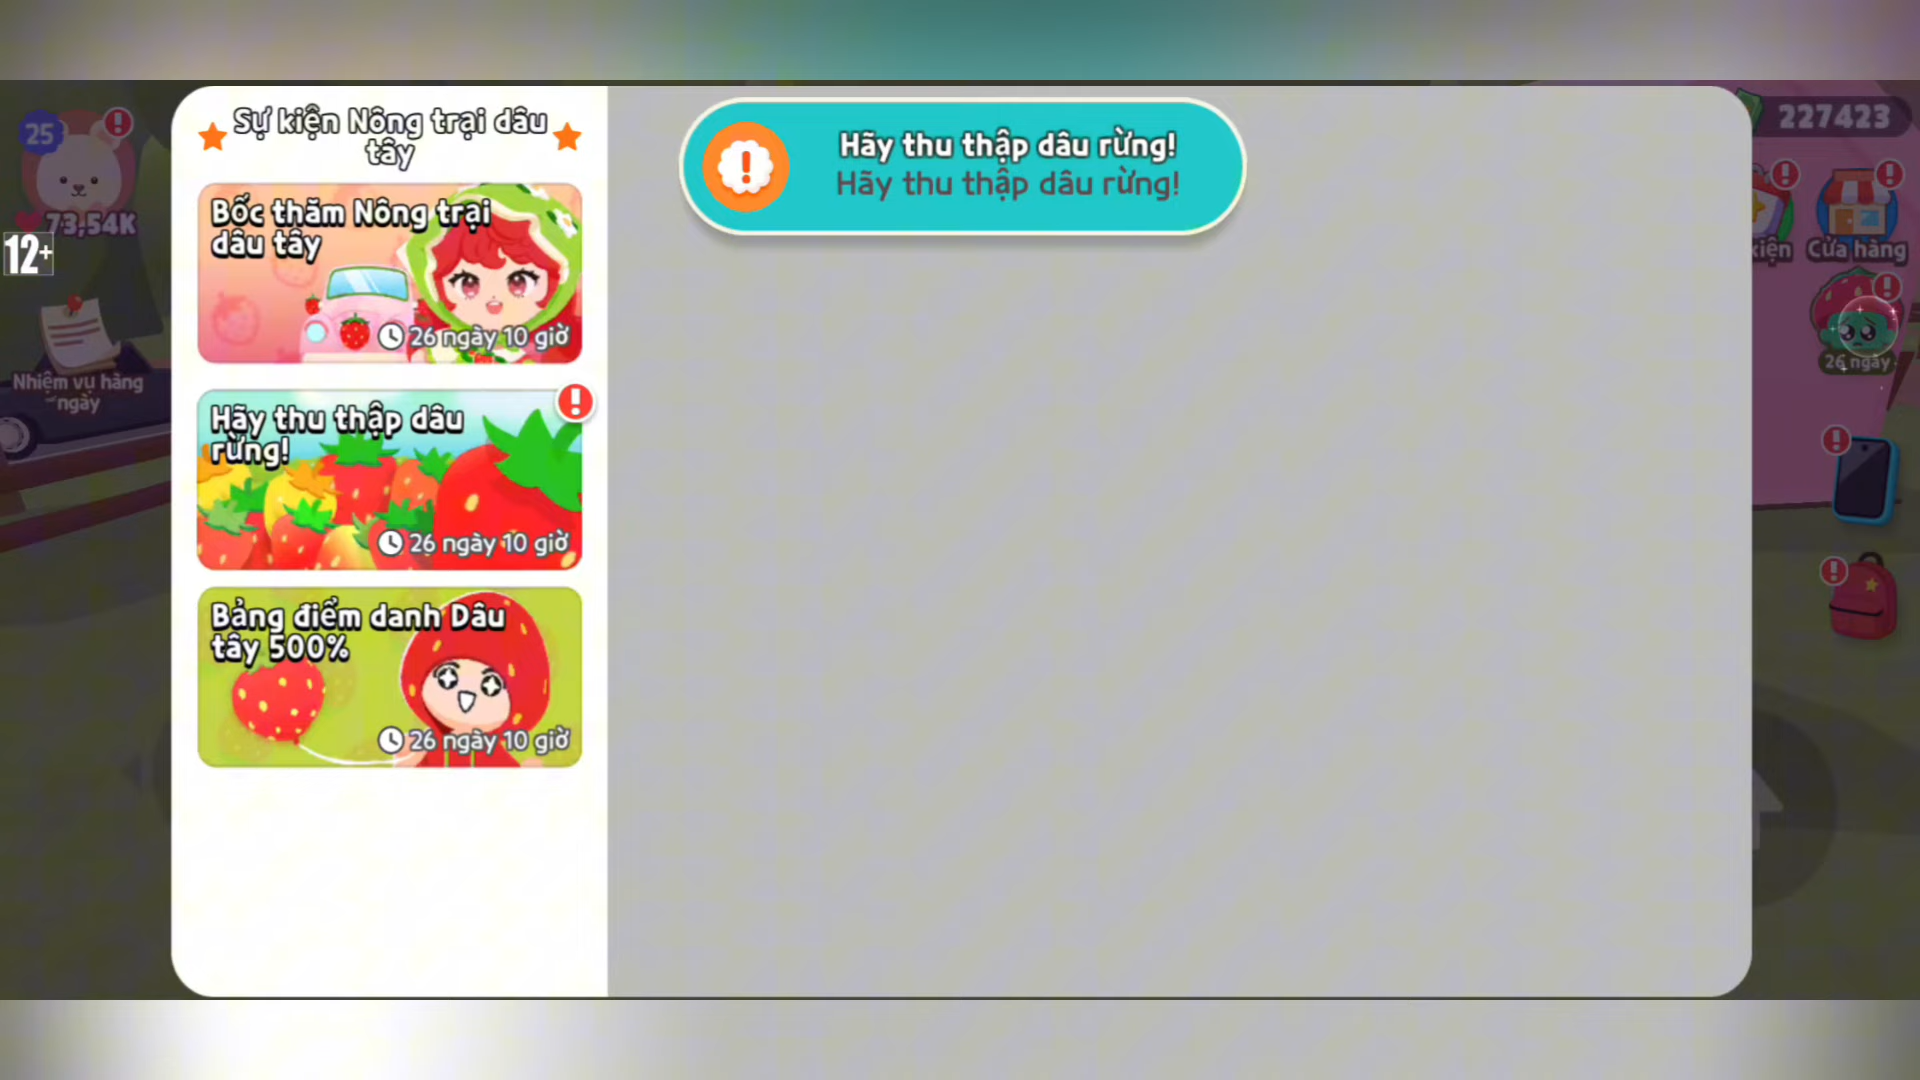 25
73,54K
12+
Nhiệm vụ hàng
ngày
Sự kiện Nông trại dâu
tây
Bốc thăm Nông trại
dâu tây
26 ngày 10 giờ
Hãy thu thập dâu
rừng!
26 ngày 10 giờ
Bảng điểm danh Dâu
tây 500%
26 ngày 10 giờ
Hãy thu thập dâu rừng!
Hãy thu thập dâu rừng!
227423
kiện
Cửa hàng
26 ngày